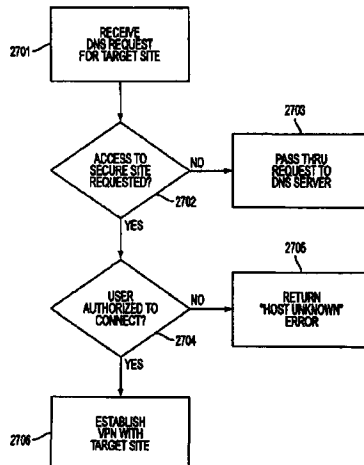 2701
RECEIVE
DNS REQUEST
FOR TARGET SITE
ACCESS TO
SECURE SITE
REQUESTED?
2702
NO
2703
PASS THRU
REQUEST TO
DNS SERVER
YES
USER
AUTHORIZED TO
CONNECT?
2704
NO
2705
RETURN
"HOST UNKNOWN"
ERROR
YES
2706
ESTABLISH
VPN WITH
TARGET SITE